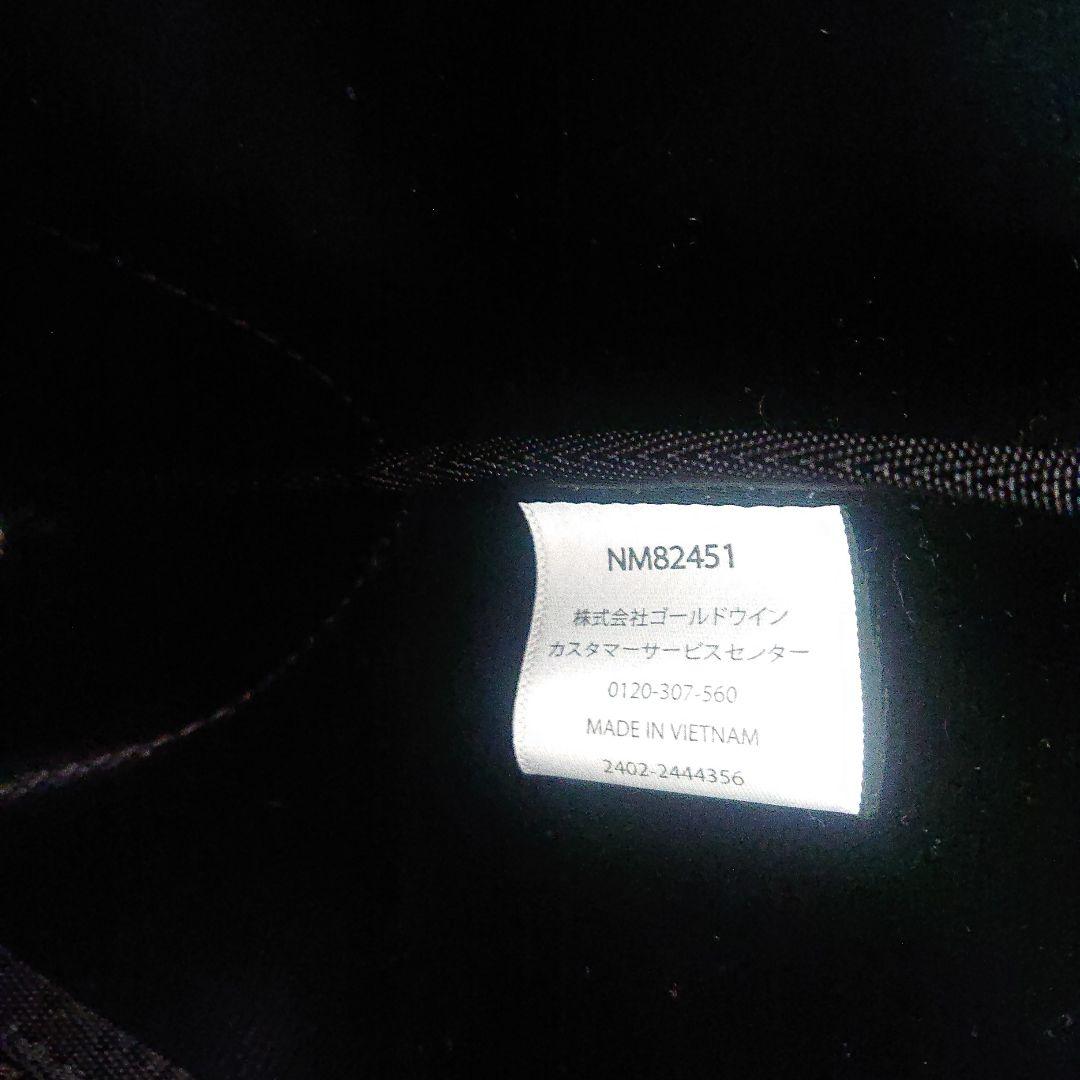 NM82451
株式会社ゴールドウイン
カスタマーサービスセンター
0120-307-560
MADE IN VIETNAM
2402-2444356